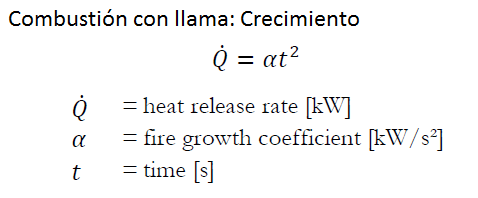 Combustión con llama: Crecimiento
Q̇ = αt²
Q̇ = heat release rate [kW]
α = fire growth coefficient [kW/s²]
t = time [s]